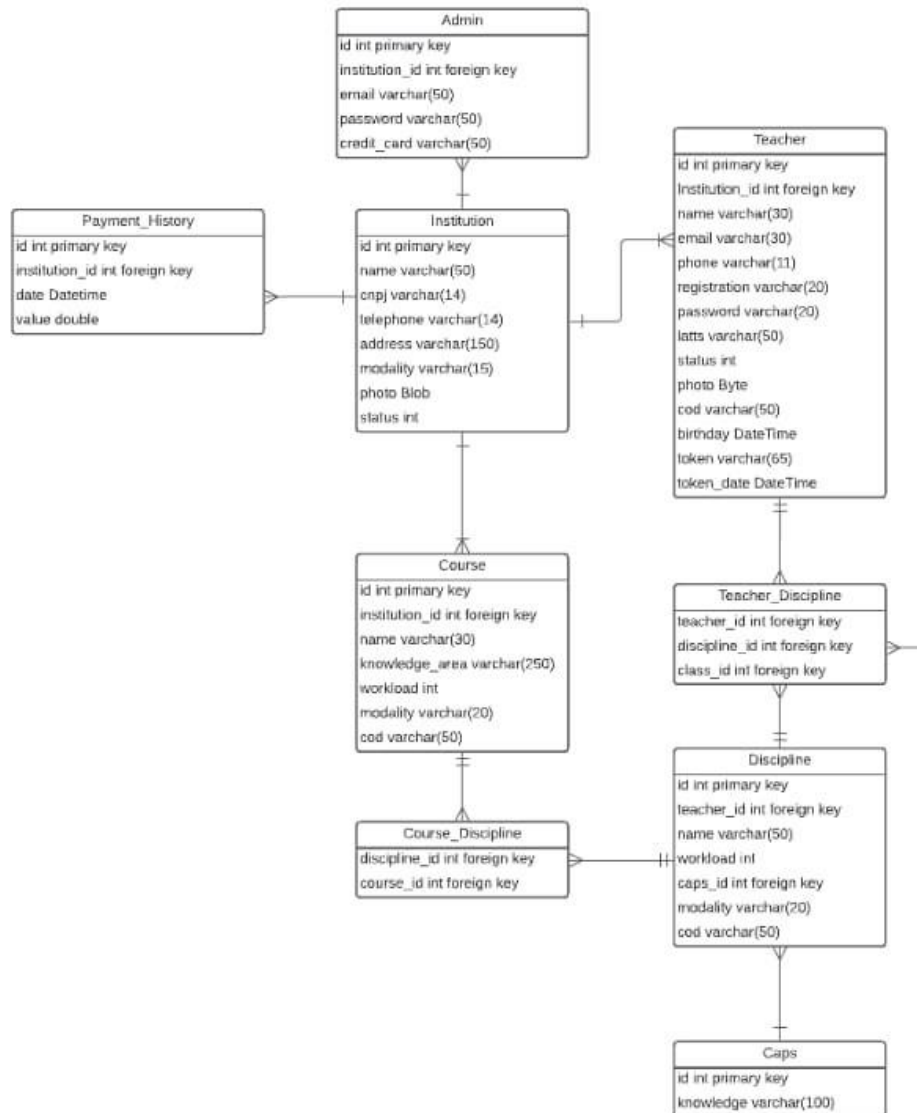 Admin
id int primary key
institution_id int foreign key
email varchar(50)
password varchar(50)
credit_card varchar(50)
Teacher
id int primary key
Institution_id int foreign key
name varchar(30)
email varchar(30)
phone varchar(11)
registration varchar(20)
password varchar(20)
latts varchar(50)
status int
photo Byte
cod varchar(50)
birthday DateTime
token varchar(65)
token_date DateTime
Payment_History
id int primary key
institution_id int foreign key
date Datetime
value double
Institution
id int primary key
name varchar(50)
cnpj varchar(14)
telephone varchar(14)
address varchar(150)
modality varchar(15)
photo Blob
status int
Course
id int primary key
institution_id int foreign key
name varchar(30)
knowledge_area varchar(250)
workload int
modality varchar(20)
cod varchar(50)
Teacher_Discipline
teacher_id int foreign key
discipline_id int foreign key
class_id int foreign key
Discipline
id int primary key
teacher_id int foreign key
name varchar(50)
workload int
caps_id int foreign key
modality varchar(20)
cod varchar(50)
Course_Discipline
discipline_id int foreign key
course_id int foreign key
Caps
id int primary key
knowledge varchar(100)